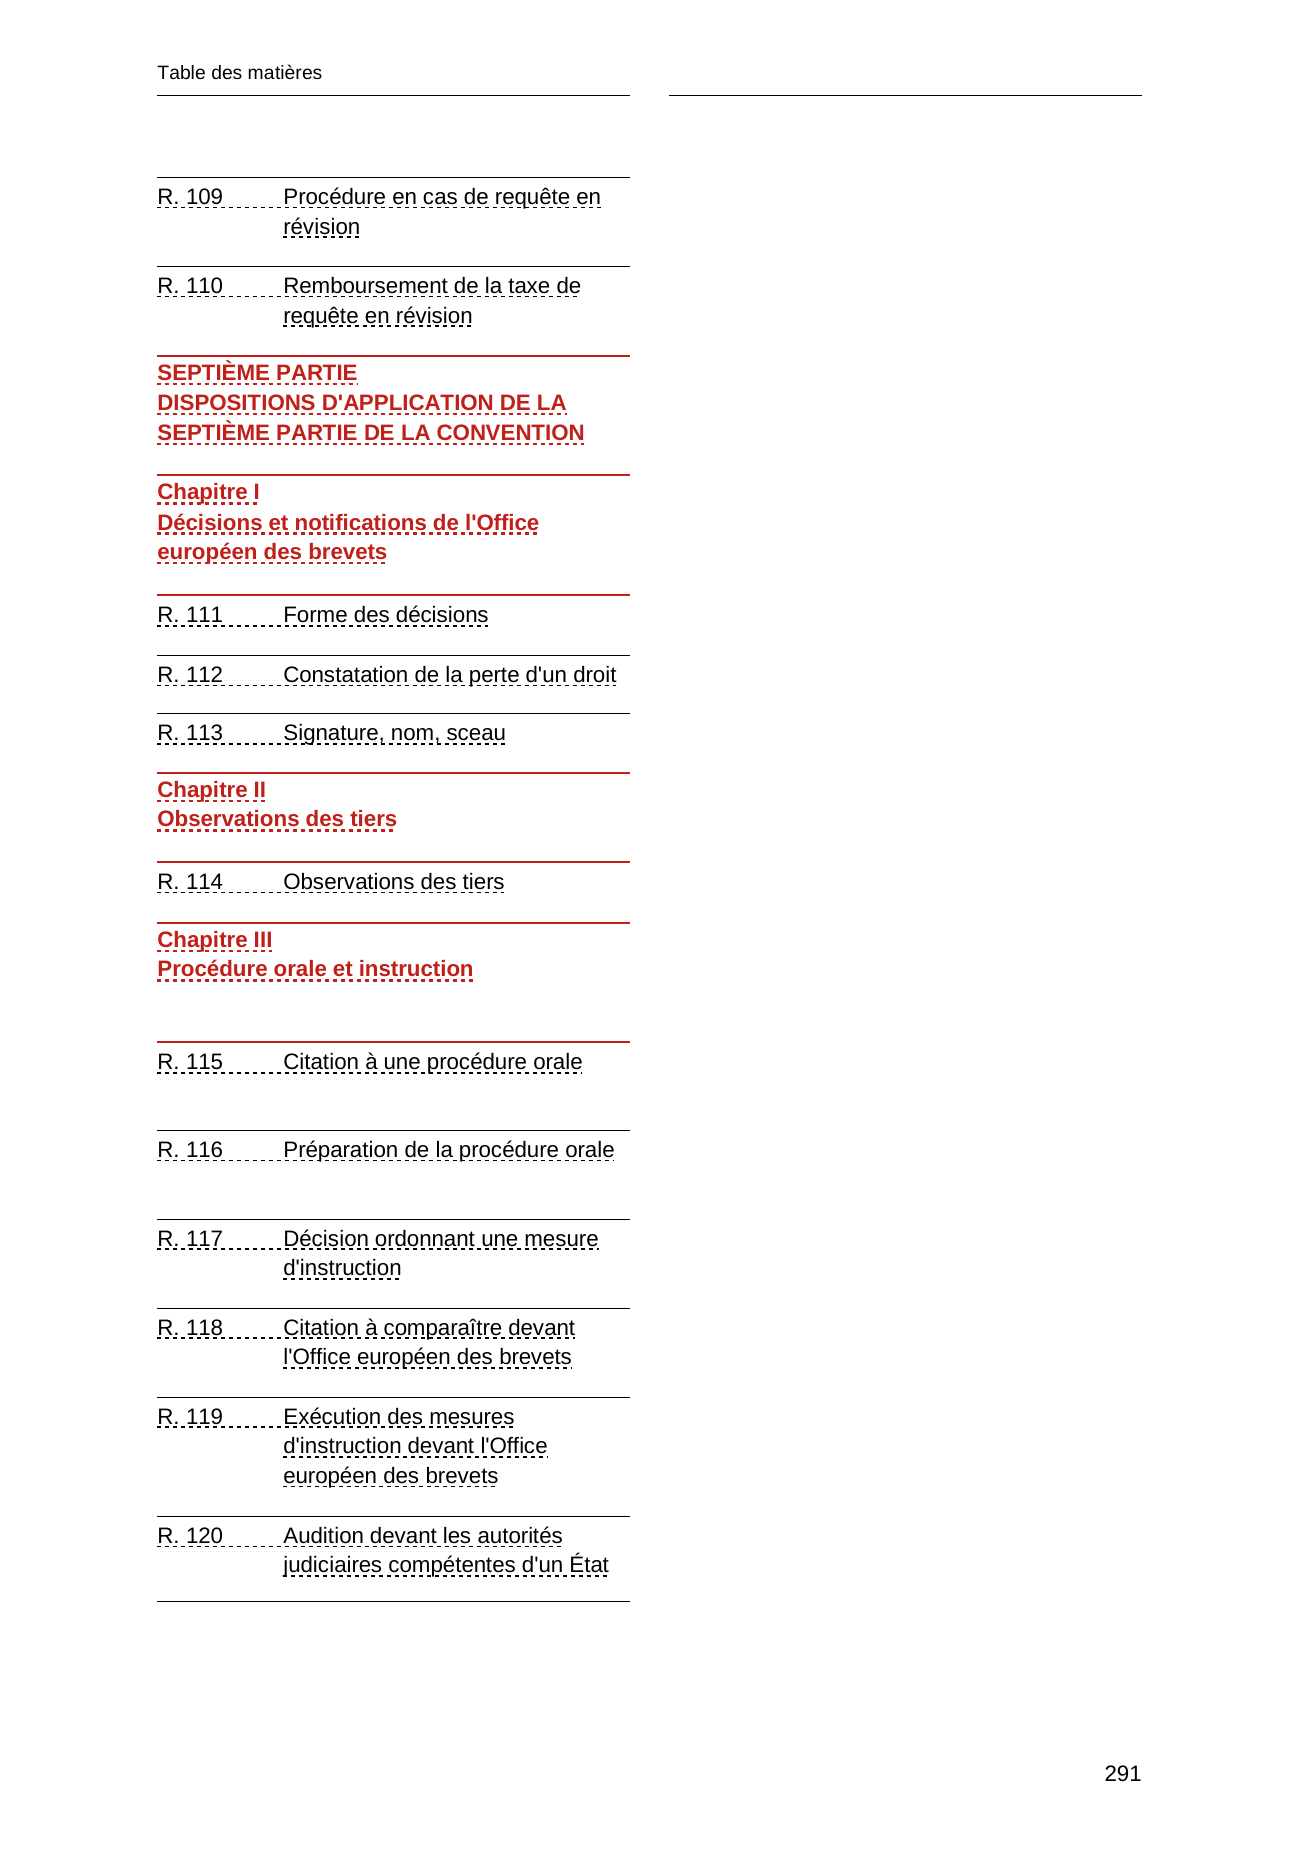 Table des matières
R. 109 Procédure en cas de requête en
révision
R. 110 Remboursement de la taxe de
requête en révision
SEPTIÈME PARTIE
DISPOSITIONS D'APPLICATION DE LA
SEPTIÈME PARTIE DE LA CONVENTION
Chapitre I
Décisions et notifications de l'Office
européen des brevets
R. 111 Forme des décisions
R. 112 Constatation de la perte d'un droit
R. 113 Signature, nom, sceau
Chapitre II
Observations des tiers
R. 114 Observations des tiers
Chapitre III
Procédure orale et instruction
R. 115 Citation à une procédure orale
R. 116 Préparation de la procédure orale
R. 117 Décision ordonnant une mesure
d'instruction
R. 118 Citation à comparaître devant
l'Office européen des brevets
R. 119 Exécution des mesures
d'instruction devant l'Office
européen des brevets
R. 120 Audition devant les autorités
judiciaires compétentes d'un État
291